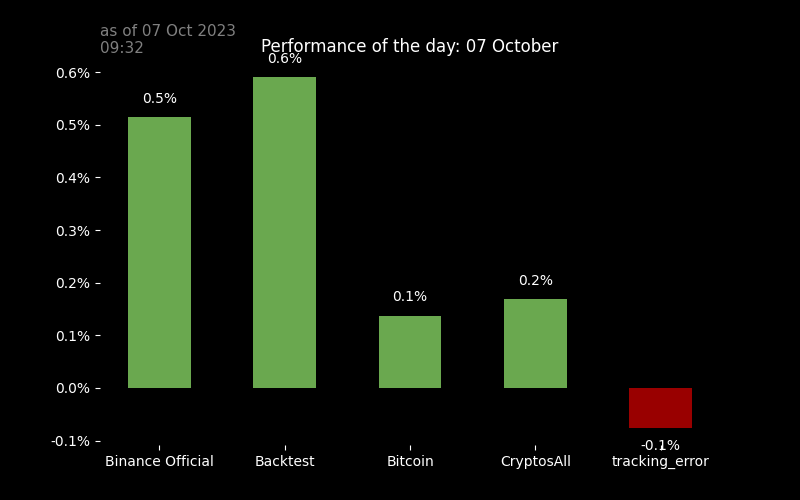 as of 07 Oct 2023
09:32
Performance of the day: 07 October
0.6%
0.5%
0.4%
0.3%
0.2%
0.1%
0.0%
-0.1%
0.5%
0.6%
0.1%
0.2%
-0.1%
Binance Official
Backtest
Bitcoin
CryptosAll
tracking_error